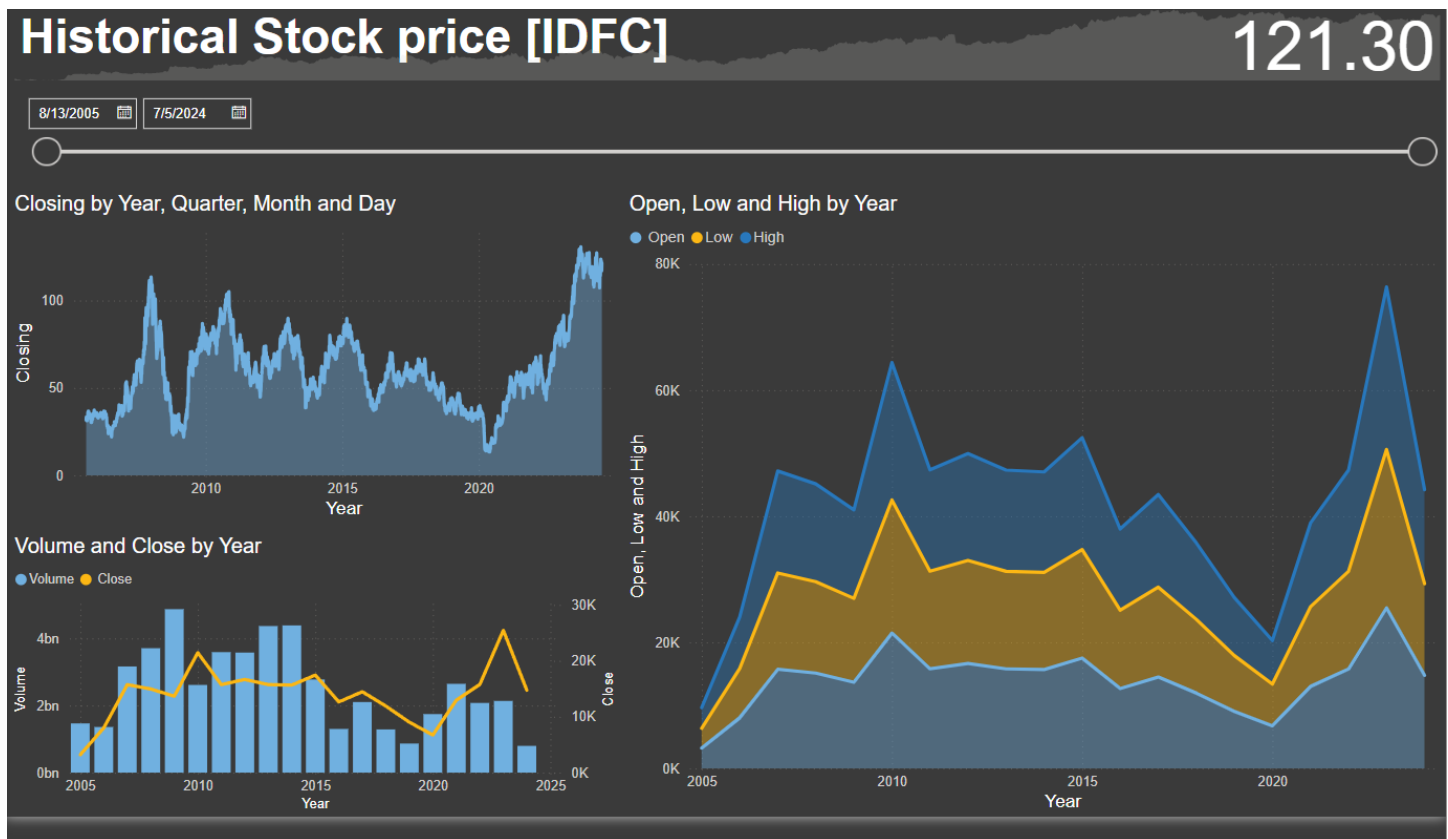 Historical Stock price [IDFC]
121.30
8/13/2005 7/5/2024
Closing by Year, Quarter, Month and Day
Closing
100
50
0
2010 2015 2020
Year
Open, Low and High by Year
Open Low High
Open, Low and High
80K
60K
40K
20K
0K
2005 2010 2015 2020
Year
Volume and Close by Year
Volume Close
Volume
4bn
2bn
0bn
30K
20K
10K
0K
Close
2005 2010 2015 2020 2025
Year